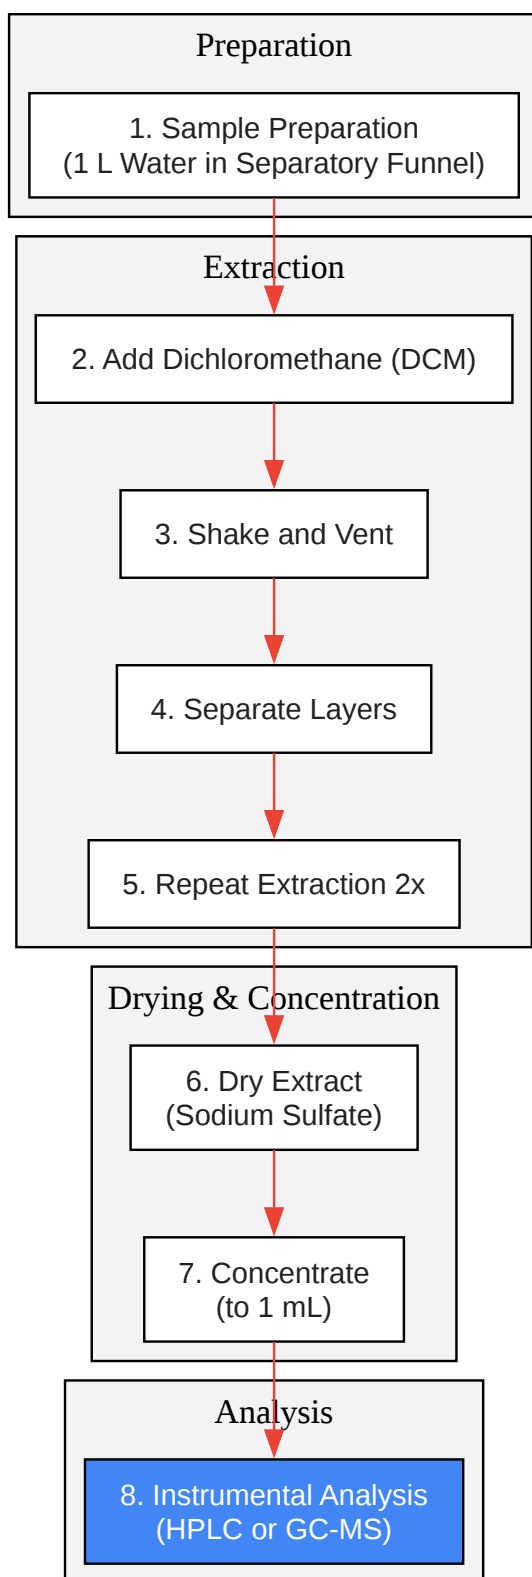 Preparation
1. Sample Preparation
(1 L Water in Separatory Funnel)
Extraction
2. Add Dichloromethane (DCM)
3. Shake and Vent
4. Separate Layers
5. Repeat Extraction 2x
Drying & Concentration
6. Dry Extract
(Sodium Sulfate)
7. Concentrate
(to 1 mL)
Analysis
8. Instrumental Analysis
(HPLC or GC-MS)